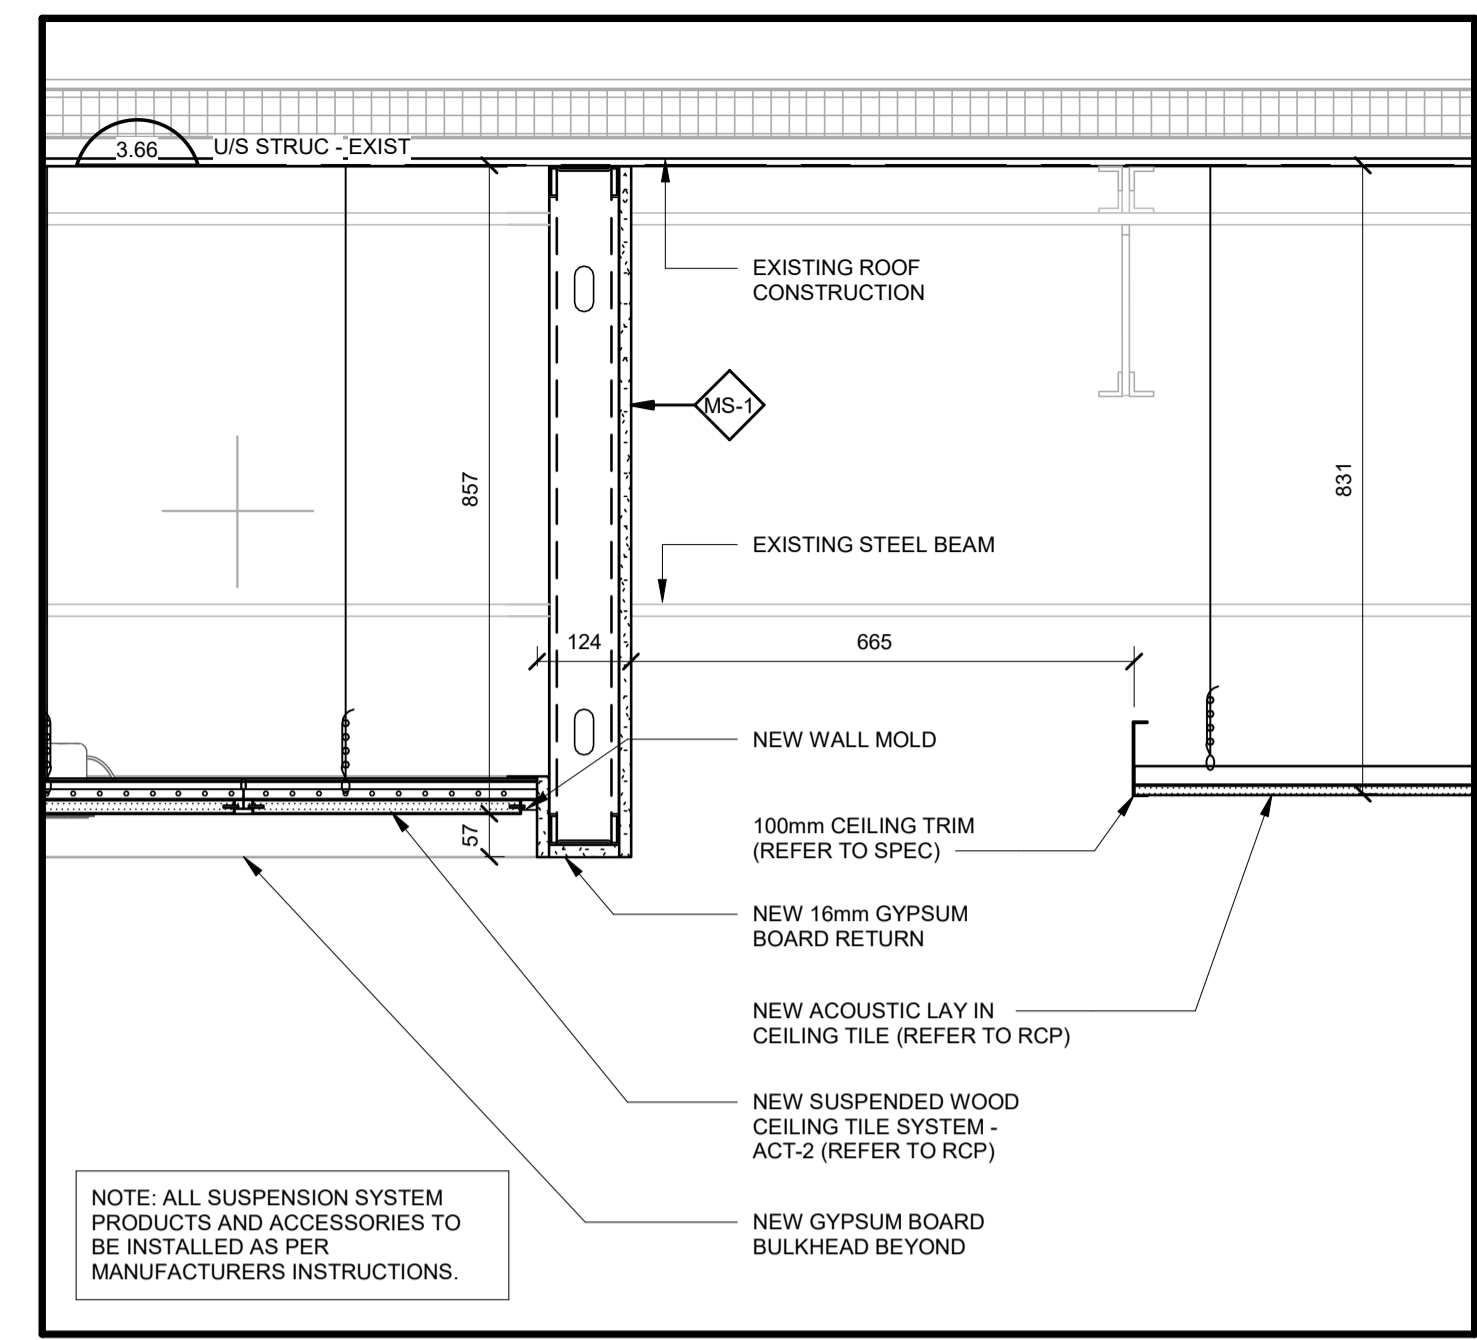 3.66
U/S STRUC - EXIST
EXISTING ROOF
CONSTRUCTION
MS-1
857
831
EXISTING STEEL BEAM
124
665
NEW WALL MOLD
57
100mm CEILING TRIM
(REFER TO SPEC)
NEW 16mm GYPSUM
BOARD RETURN
NEW ACOUSTIC LAY IN
CEILING TILE (REFER TO RCP)
NEW SUSPENDED WOOD
CEILING TILE SYSTEM -
ACT-2 (REFER TO RCP)
NEW GYPSUM BOARD
BULKHEAD BEYOND
NOTE: ALL SUSPENSION SYSTEM
PRODUCTS AND ACCESSORIES TO
BE INSTALLED AS PER
MANUFACTURERS INSTRUCTIONS.